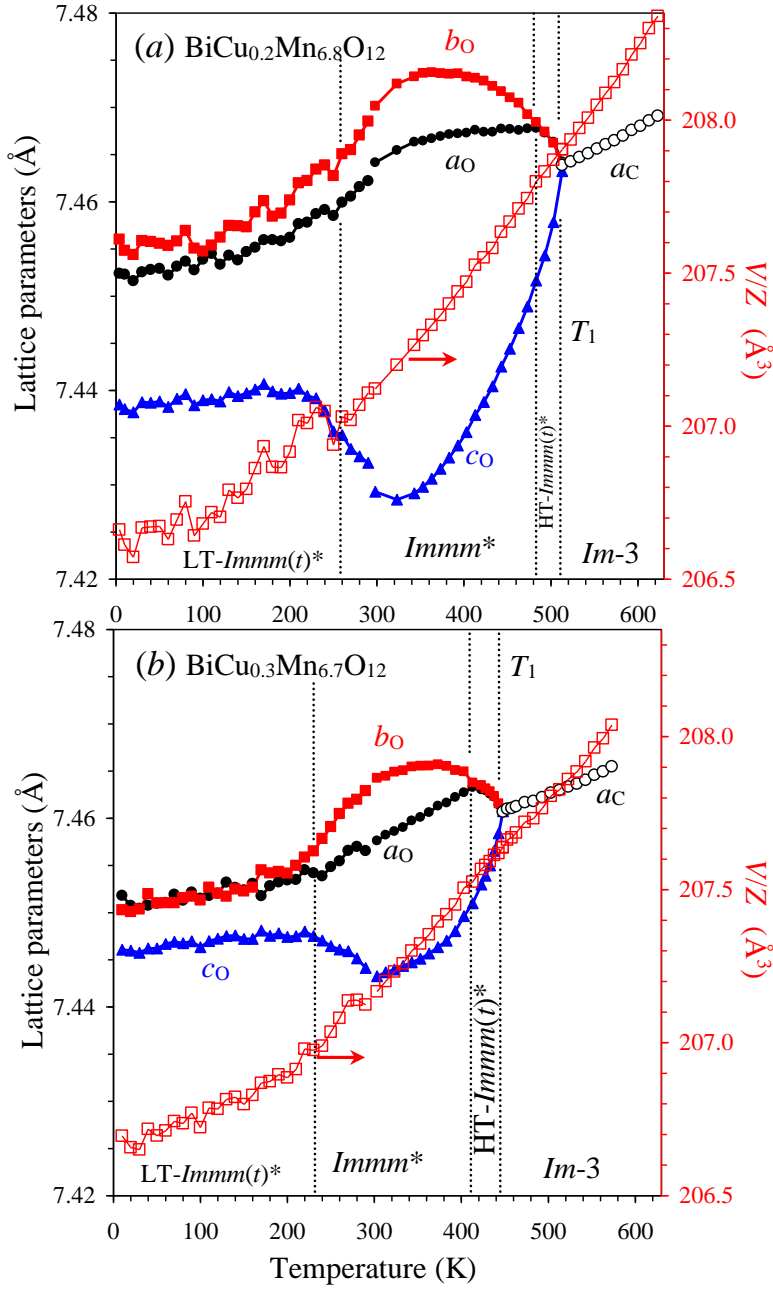 7.48
(a) BiCu0.2Mn6.8O12
bO
208.0
aO
aC
7.46
Lattice parameters (Å)
207.5
V/Z (Å3)
T1
7.44
cO
207.0
HT-Immm(t)*
LT-Immm(t)*
Immm*
Im-3
7.42
206.5
0 100 200 300 400 500 600
7.48
(b) BiCu0.3Mn6.7O12
T1
bO
208.0
aC
7.46
aO
Lattice parameters (Å)
207.5
V/Z (Å3)
cO
7.44
207.0
HT-Immm(t)*
LT-Immm(t)*
Immm*
Im-3
7.42
206.5
0 100 200 300 400 500 600
Temperature (K)